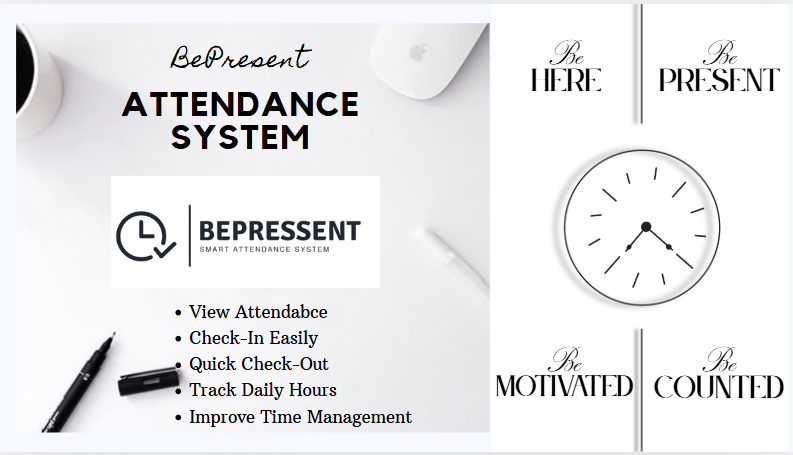 BePresent
ATTENDANCE
SYSTEM
BEPRESSENT
SMART ATTENDANCE SYSTEM
• View Attendabce
• Check-In Easily
• Quick Check-Out
• Track Daily Hours
• Improve Time Management
Be
HERE
Be
PRESENT
Be
MOTIVATED
Be
COUNTED